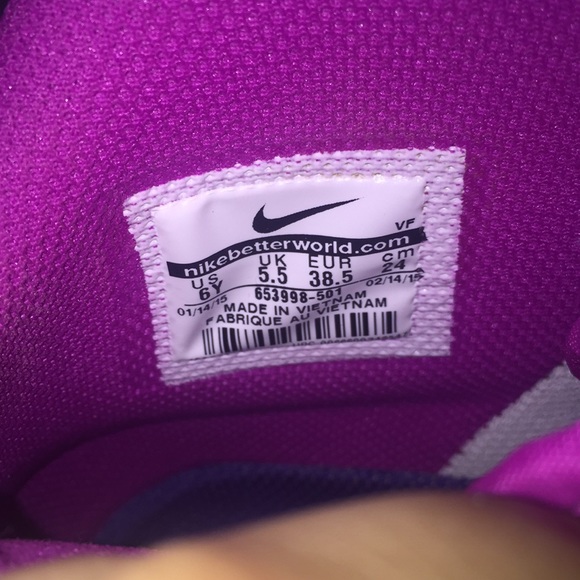 VF
nikebetterworld.com
US UK EUR cm
6Y 5.5 38.5 24
01/14/15 653998-501 02/14/15
MADE IN VIETNAM
FABRIQUE AU VIETNAM